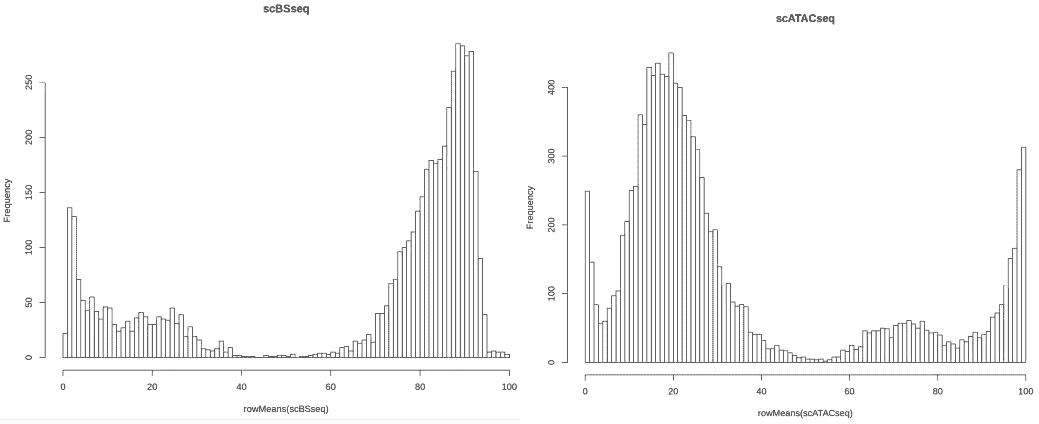 scBSseq
Frequency
250
200
150
100
50
0
0 20 40 60 80 100
rowMeans(scBSseq)
scATACseq
Frequency
400
300
200
100
0
0 20 40 60 80 100
rowMeans(scATACseq)